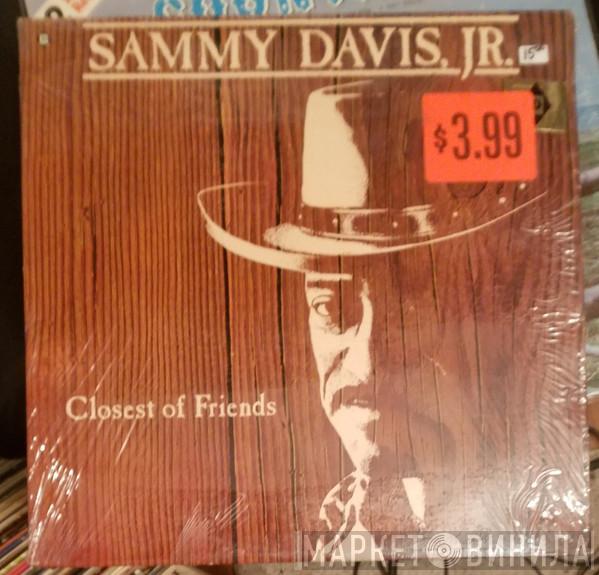 SAMMY DAVIS, JR.
15
$3.99
Closest of Friends
МАРКЕТ ВИНИЛА